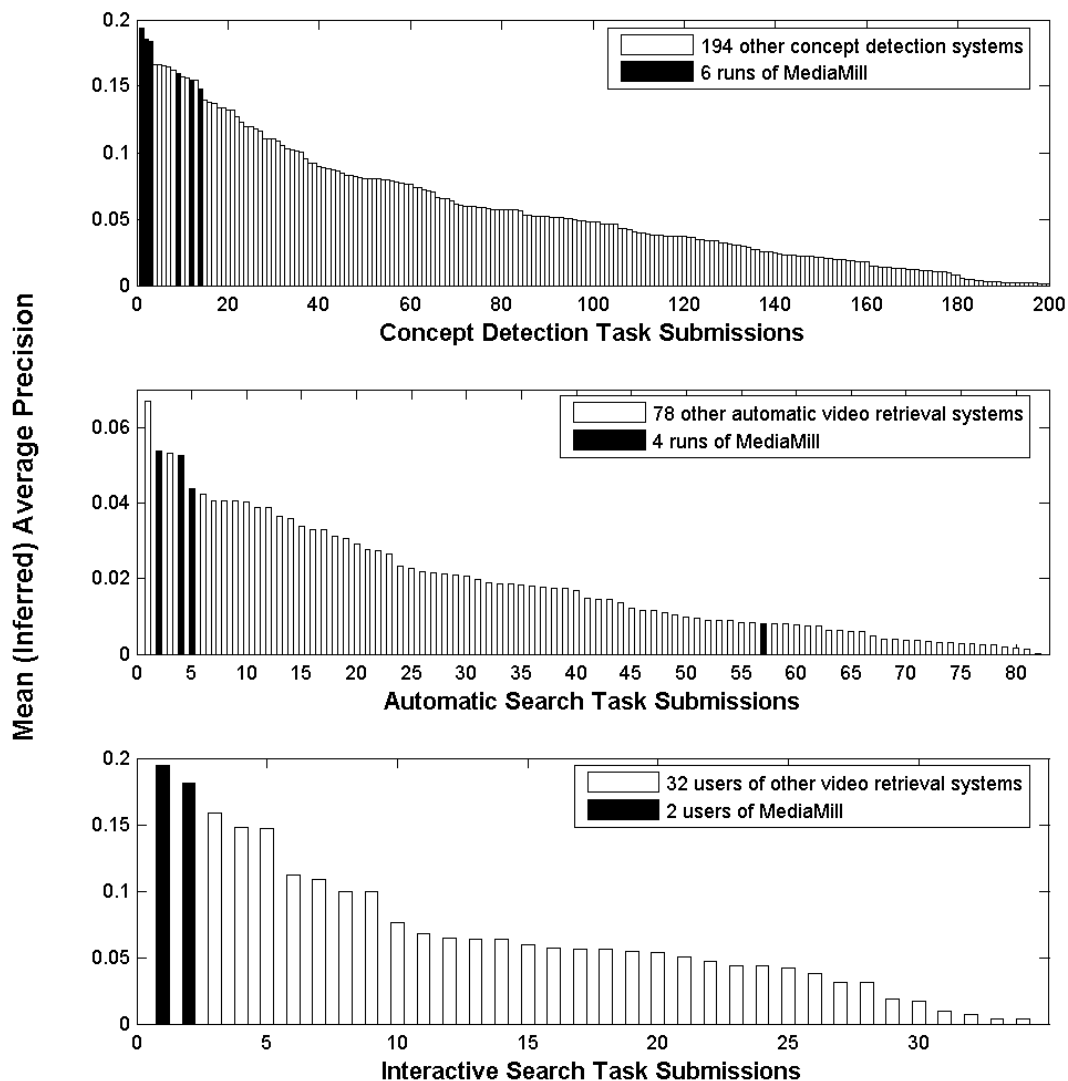 Mean (Inferred) Average Precision
0.2
0.15
0.1
0.05
0
194 other concept detection systems
6 runs of MediaMill
0 20 40 60 80 100 120 140 160 180 200
Concept Detection Task Submissions
0.06
0.04
0.02
0
78 other automatic video retrieval systems
4 runs of MediaMill
0 5 10 15 20 25 30 35 40 45 50 55 60 65 70 75 80
Automatic Search Task Submissions
0.2
0.15
0.1
0.05
0
32 users of other video retrieval systems
2 users of MediaMill
0 5 10 15 20 25 30
Interactive Search Task Submissions